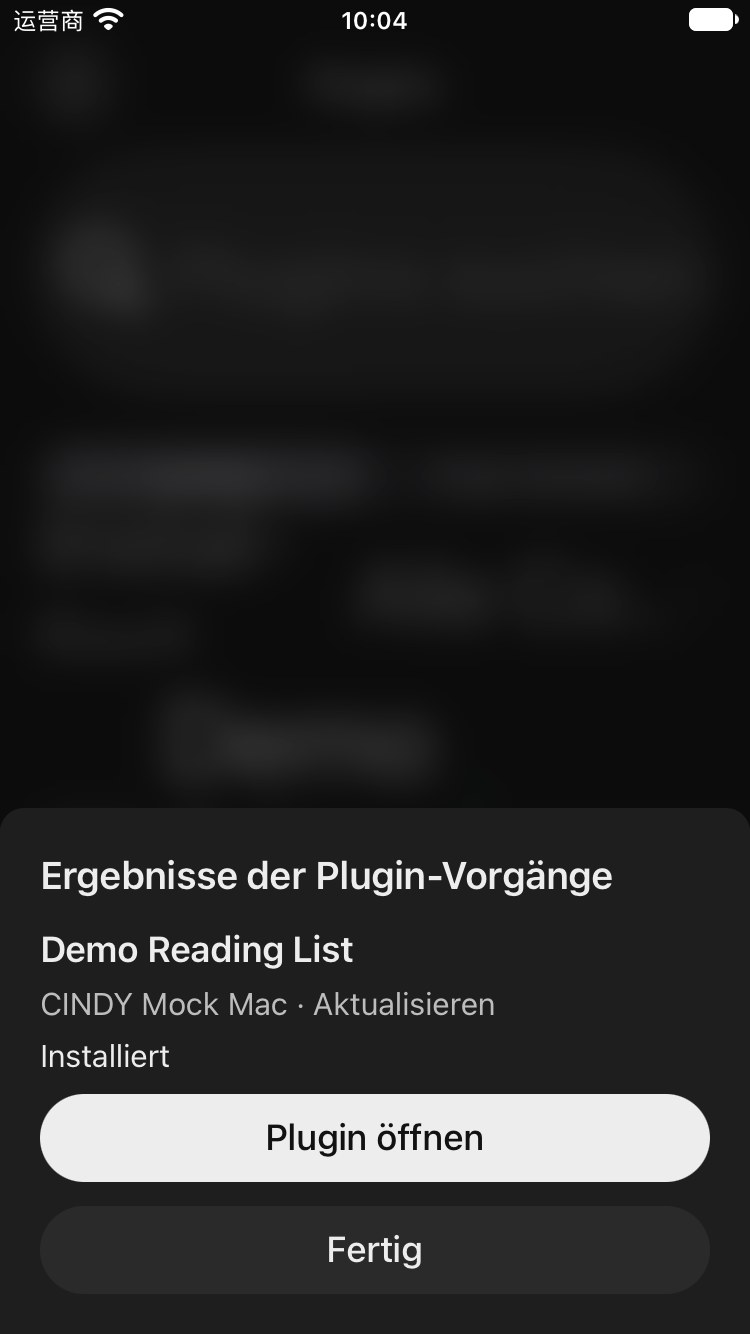 运营商
10:04
Demo
Ergebnisse der Plugin-Vorgänge
Demo Reading List
CINDY Mock Mac · Aktualisieren
Installiert
Plugin öffnen
Fertig